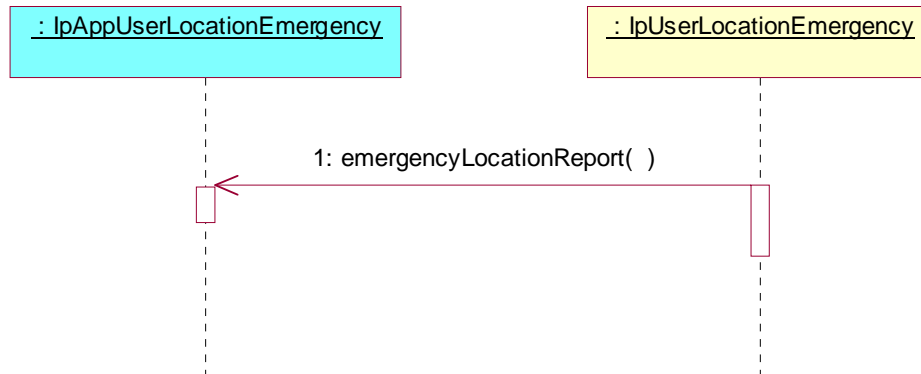 : IpAppUserLocationEmergency
: IpUserLocationEmergency
1: emergencyLocationReport(  )